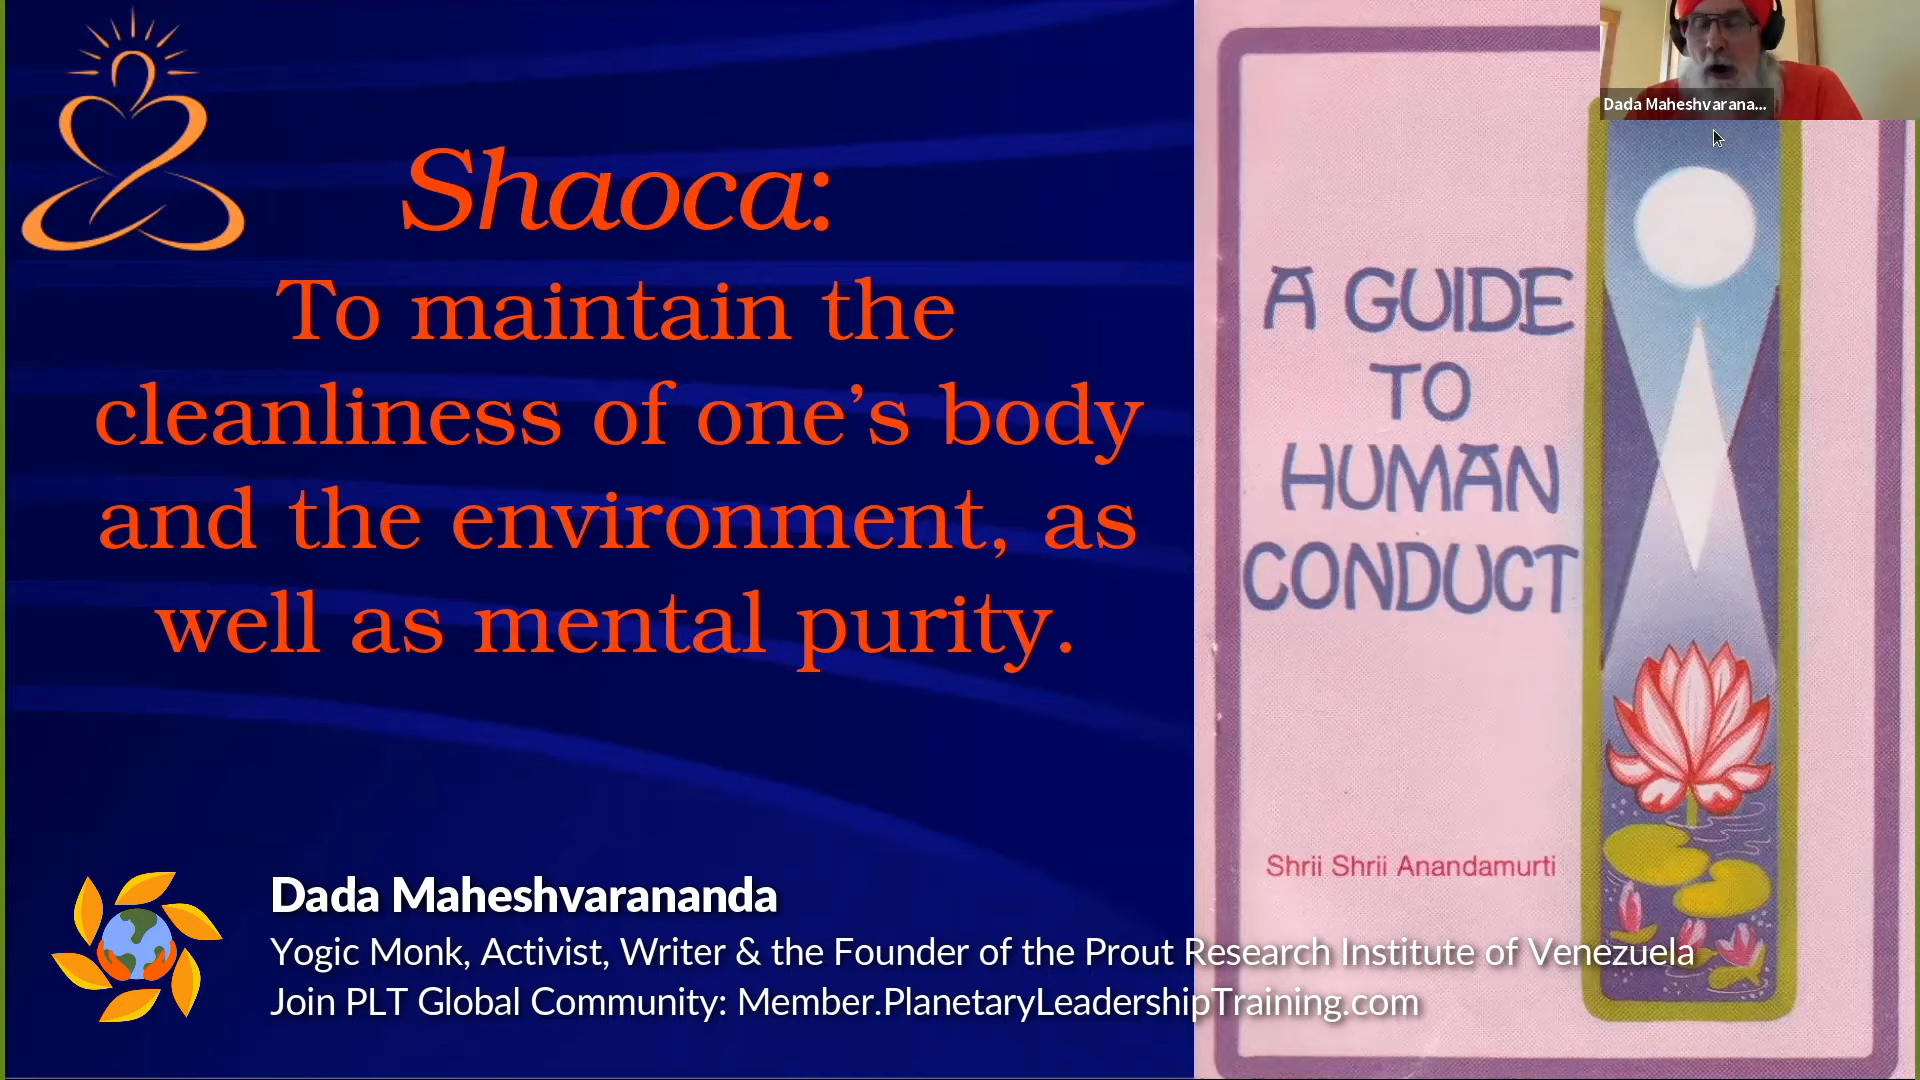 Shaoca:
To maintain the
cleanliness of one’s body
and the environment, as
well as mental purity.
A GUIDE
TO
HUMAN
CONDUCT
Shrii Shrii Anandamurti
Dada Maheshvarana...
Dada Maheshvarananda
Yogic Monk, Activist, Writer & the Founder of the Prout Research Institute of Venezuela
Join PLT Global Community: Member.PlanetaryLeadershipTraining.com